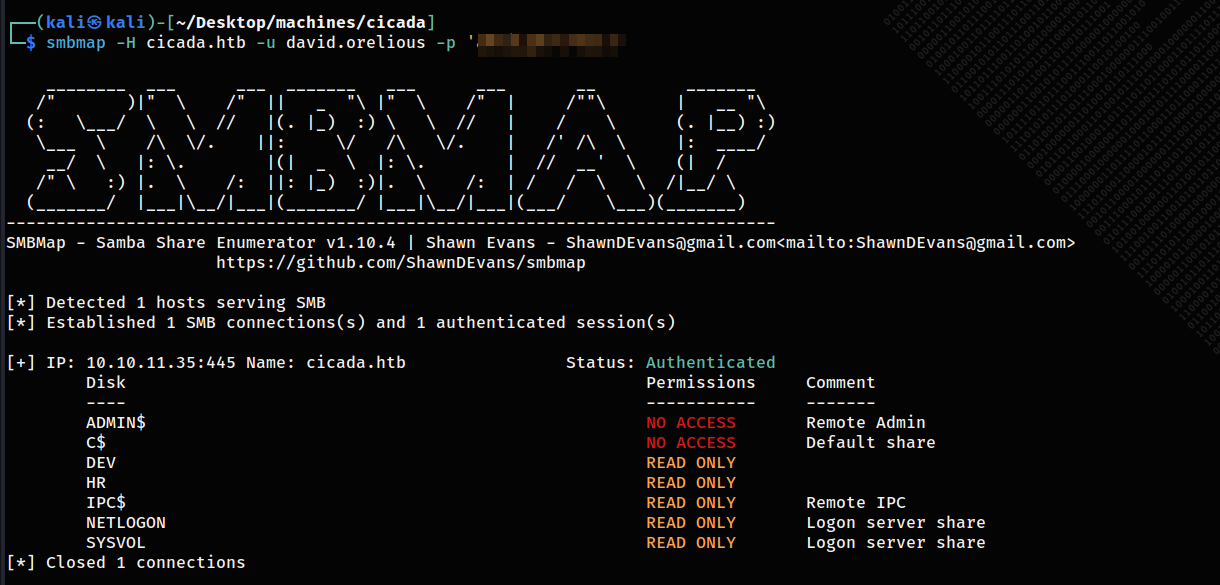 ┌──(kali㉿kali)-[~/Desktop/machines/cicada]
└─$ smbmap -H cicada.htb -u david.orelious -p '
SMBMAP
-----------------------------------------------------------------------------
SMBMap - Samba Share Enumerator v1.10.4 | Shawn Evans - ShawnDEvans@gmail.com<mailto:ShawnDEvans@gmail.com>
https://github.com/ShawnDEvans/smbmap
[*] Detected 1 hosts serving SMB
[*] Established 1 SMB connections(s) and 1 authenticated session(s)
[+] IP: 10.10.11.35:445 Name: cicada.htb Status: Authenticated
Disk Permissions Comment
---- ----------- -------
ADMIN$ NO ACCESS Remote Admin
C$ NO ACCESS Default share
DEV READ ONLY
HR READ ONLY
IPC$ READ ONLY Remote IPC
NETLOGON READ ONLY Logon server share
SYSVOL READ ONLY Logon server share
[*] Closed 1 connections